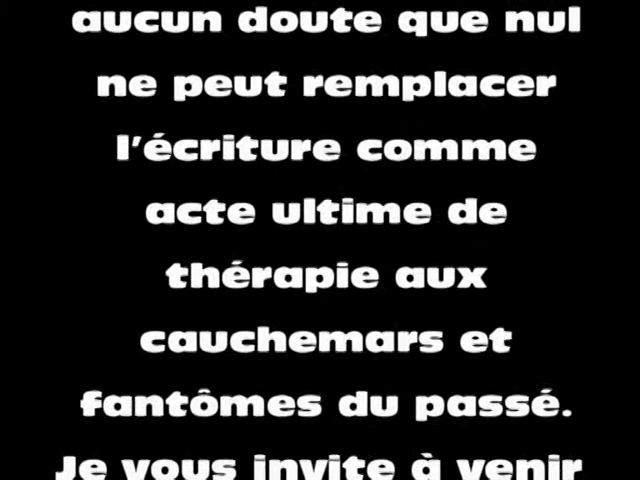 aucun doute que nul
ne peut remplacer
l'écriture comme
acte ultime de
thérapie aux
cauchemars et
fantômes du passé.
Je vous invite à venir